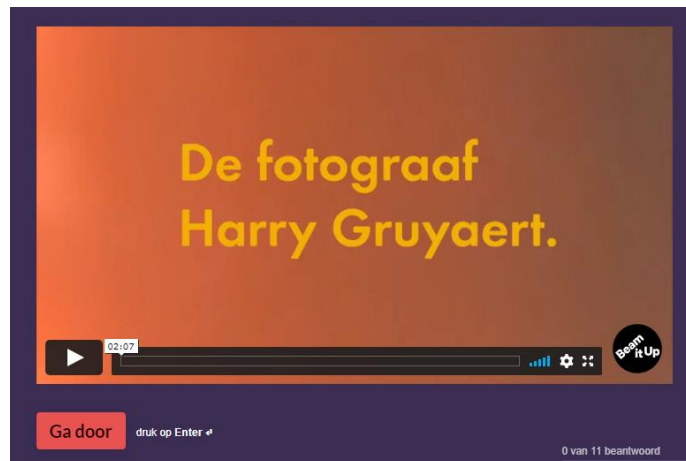 De fotograaf
Harry Gruyaert.
02:07
Beam
it Up
Ga door
druk op Enter ↵
0 van 11 beantwoord